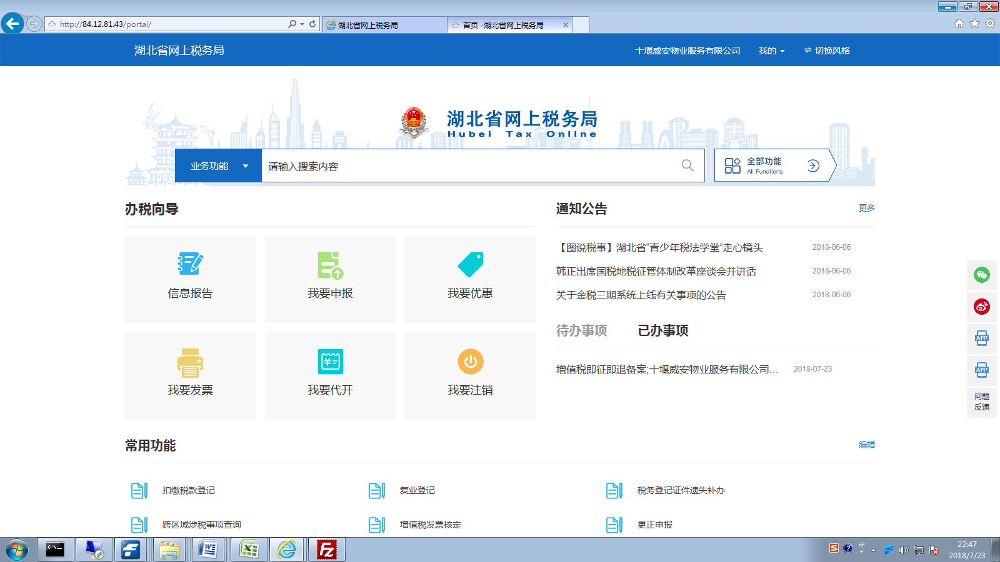 http://84.12.81.43/portal/
湖北省网上税务局
首页 -湖北省网上税务局
湖北省网上税务局
十堰威安物业服务有限公司
我的
切换风格
湖北省网上税务局
Hubei Tax Online
业务功能
请输入搜索内容
全部功能
All Functions
办税向导
信息报告
我要申报
我要优惠
我要发票
我要代开
我要注销
通知公告
更多
【图说税事】湖北省“青少年税法学堂”走心镜头
2018-06-06
韩正出席国税地税征管体制改革座谈会并讲话
2018-06-06
关于金税三期系统上线有关事项的公告
2018-06-06
待办事项
已办事项
增值税即征即退备案;十堰威安物业服务有限公司...
2018-07-23
APP
APP
问题
反馈
常用功能
编辑
扣缴税款登记
复业登记
税务登记证件遗失补办
跨区域涉税事项查询
增值税发票核定
更正申报
C:\.
22:47
2018/7/23